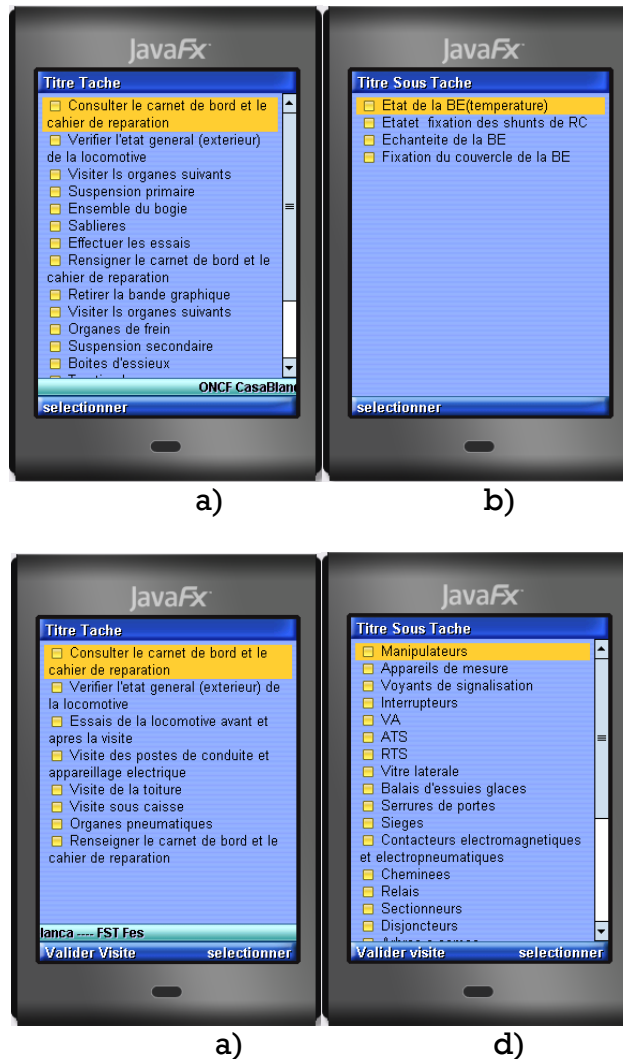 JavaFx
Titre Tache
Consulter le carnet de bord et le
cahier de reparation
Verifier l'etat general (exterieur)
de la locomotive
Visiter ls organes suivants
Suspension primaire
Ensemble du bogie
Sablieres
Effectuer les essais
Rensigner le carnet de bord et le
cahier de reparation
Retirer la bande graphique
Visiter ls organes suivants
Organes de frein
Suspension secondaire
Boites d'essieux
ONCF CasaBlan
selectionner
a)
JavaFx
Titre Sous Tache
Etat de la BE(temperature)
Etatet fixation des shunts de RC
Echanteite de la BE
Fixation du couvercle de la BE
selectionner
b)
JavaFx
Titre Tache
Consulter le carnet de bord et le
cahier de reparation
Verifier l'etat general (exterieur) de
la locomotive
Essais de la locomotive avant et
apres la visite
Visite des postes de conduite et
appareillage electrique
Visite de la toiture
Visite sous caisse
Organes pneumatiques
Renseigner le carnet de bord et le
cahier de reparation
lanca ---- FST Fes
Valider Visite selectionner
a)
JavaFx
Titre Sous Tache
Manipulateurs
Appareils de mesure
Voyants de signalisation
Interrupteurs
VA
ATS
RTS
Vitre laterale
Balais d'essuies glaces
Serrures de portes
Sieges
Contacteurs electromagnetiques
et electropneumatiques
Cheminees
Relais
Sectionneurs
Disjoncteurs
Valider visite selectionner
d)